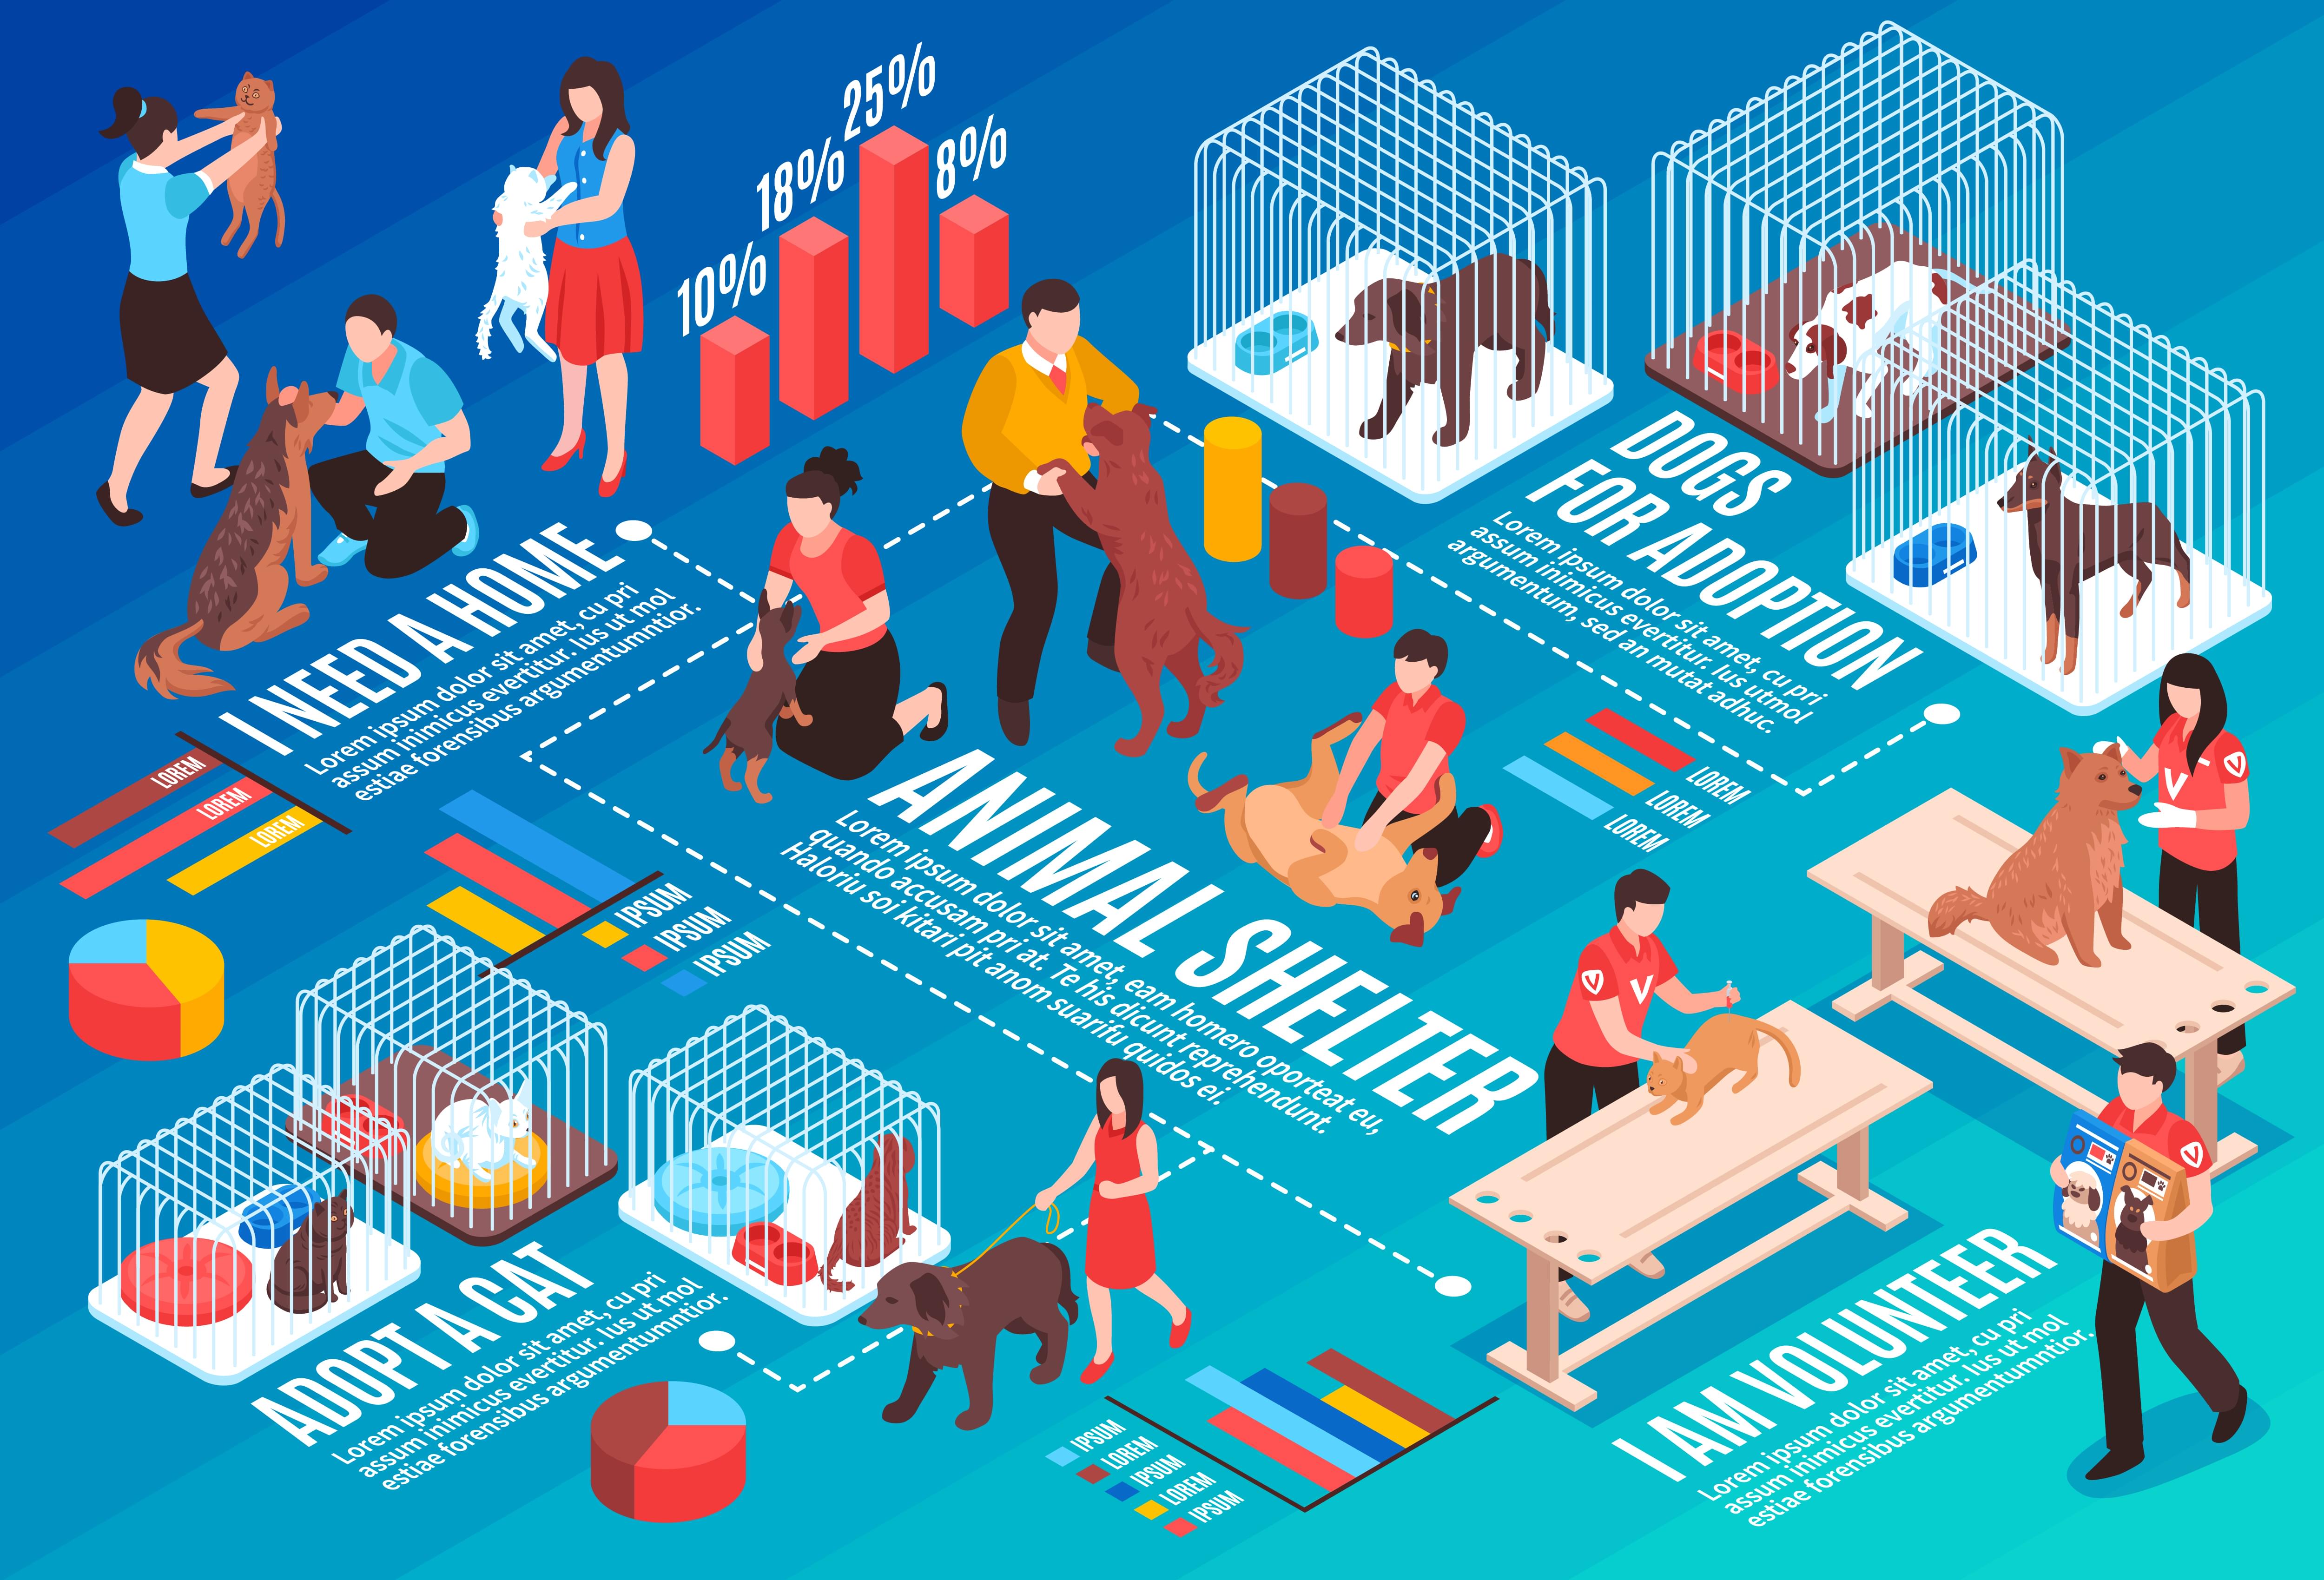 10%
18%
25%
8%
I NEED A HOME
Lorem ipsum dolor sit amet, cu pri
assum inimicus evertitur. Ius ut mol
estiae forensibus argumentumntior.
DOGS
FOR ADOPTION
Lorem ipsum dolor sit amet, cu pri
assum inimicus evertitur. Ius utmol
argumentum, sed an mutat adhuc.
LOREM
LOREM
LOREM
LOREM
LOREM
LOREM
IPSUM
IPSUM
IPSUM
ANIMAL SHELTER
Lorem ipsum dolor sit amet, eam homero oporteat eu,
quando accusam pri at. Te his dicunt reprehendunt.
Haloriu soi kitari pit anom suarifu quidos ei.
V
V
V
V
V
ADOPT A CAT
Lorem ipsum dolor sit amet, cu pri
assum inimicus evertitur. Ius ut mol
estiae forensibus argumentumntior.
IPSUM
LOREM
IPSUM
LOREM
IPSUM
I AM VOLUNTEER
Lorem ipsum dolor sit amet, cu pri
assum inimicus evertitur. Ius ut mol
estiae forensibus argumentumntior.